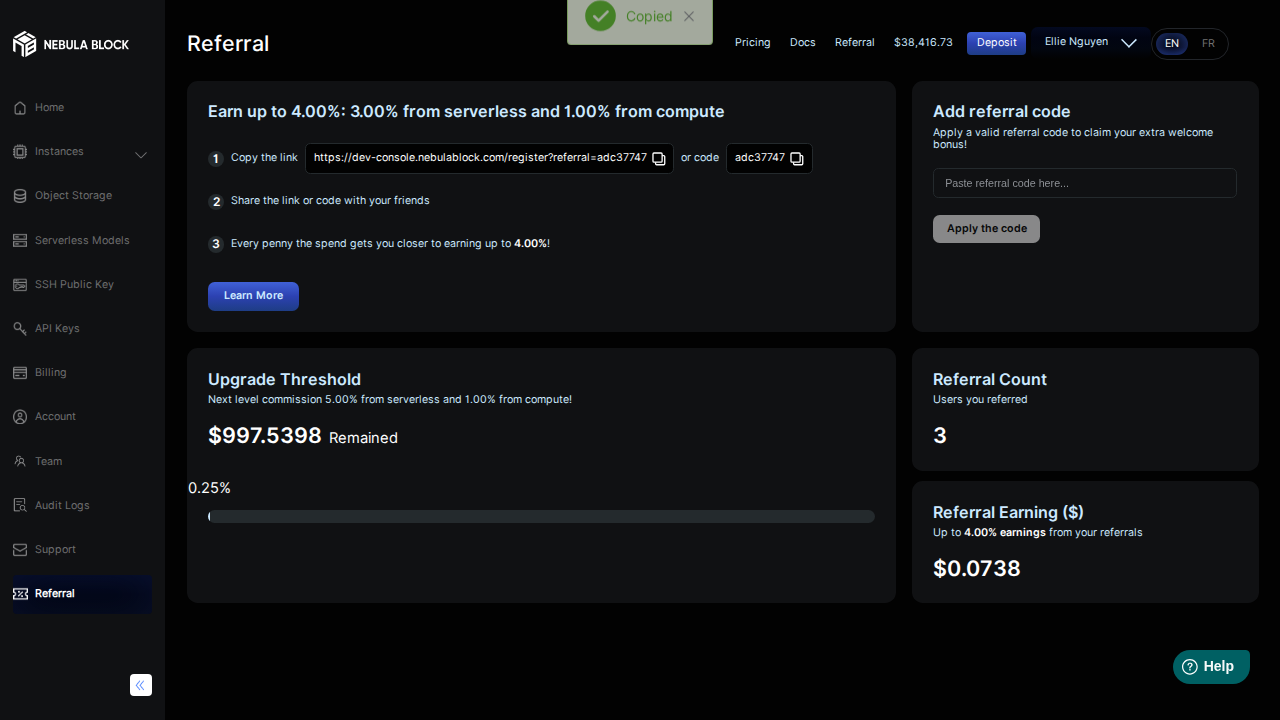 Copied
NEBULA BLOCK
Referral
Pricing
Docs
Referral
$38,416.73
Deposit
Ellie Nguyen
EN
FR
Home
Instances
Object Storage
Serverless Models
SSH Public Key
API Keys
Billing
Account
Team
Audit Logs
Support
Referral
Earn up to 4.00%: 3.00% from serverless and 1.00% from compute
1 Copy the link https://dev-console.nebulablock.com/register?referral=adc37747 or code adc37747
2 Share the link or code with your friends
3 Every penny the spend gets you closer to earning up to 4.00%!
Learn More
Add referral code
Apply a valid referral code to claim your extra welcome
bonus!
Paste referral code here...
Apply the code
Upgrade Threshold
Next level commission 5.00% from serverless and 1.00% from compute!
$997.5398 Remained
0.25%
Referral Count
Users you referred
3
Referral Earning ($)
Up to 4.00% earnings from your referrals
$0.0738
Help